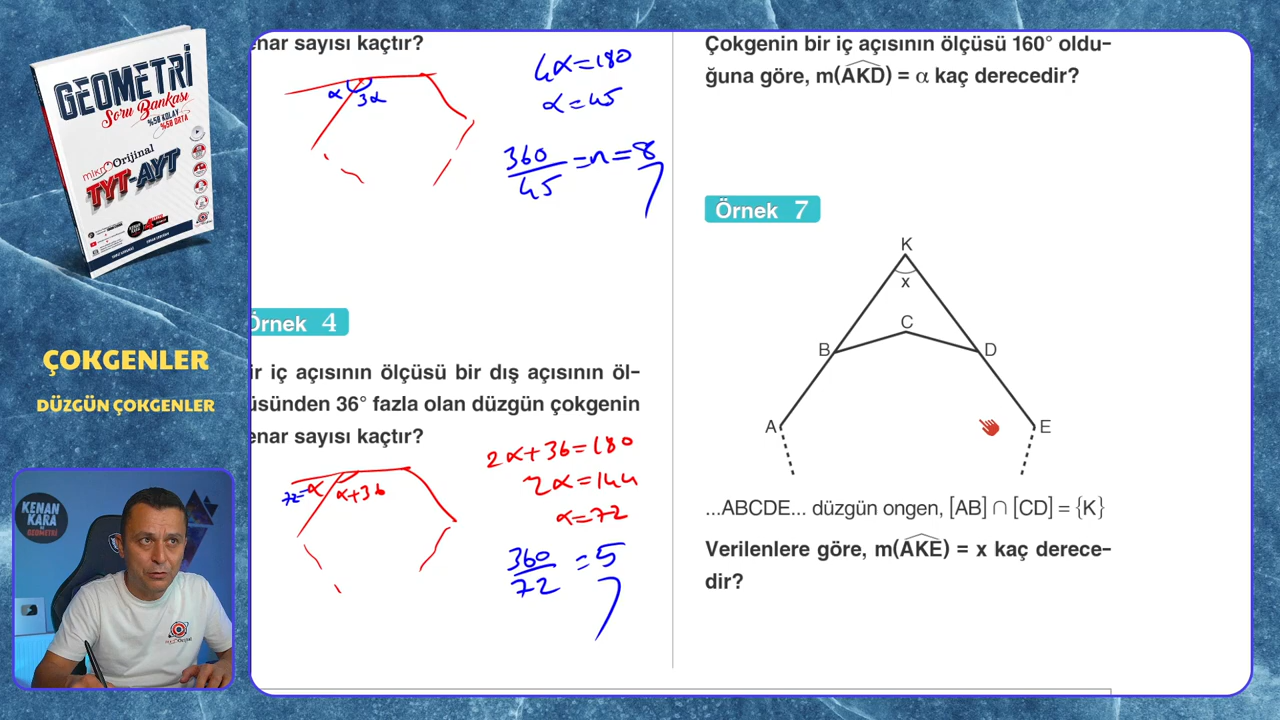 GEOMETRİ
Soru Bankası
%50 KOLAY
%50 ORTA
mikro Orijinal
TYT-AYT
ÇOKGENLER
DÜZGÜN ÇOKGENLER
KENAN
KARA
GEOMETRİ
enar sayısı kaçtır?
α 3α
4α=180
α=45
360/45=n=8
Örnek 4
ir iç açısının ölçüsü bir dış açısının öl-
üsünden 36° fazla olan düzgün çokgenin
enar sayısı kaçtır?
72=α α+36
2α+36=180
2α=144
α=72
360/72=5
Çokgenin bir iç açısının ölçüsü 160° oldu-
ğuna göre, m(AKD) = α kaç derecedir?
Örnek 7
K
x
C
B D
A E
...ABCDE... düzgün ongen, [AB] ∩ [CD] = {K}
Verilenlere göre, m(AKE) = x kaç derece-
dir?